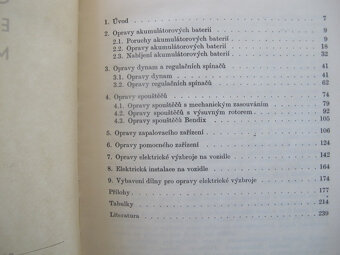 1. Úvod 7
2. Opravy akumulátorových baterií 9
2.1. Poruchy akumulátorových baterií 9
2.2. Opravy akumulátorových baterií 18
2.3. Nabíjení akumulátorových baterií 32
3. Opravy dynam a regulačních spínačů 41
3.1. Opravy dynam 41
3.2. Opravy regulačních spínačů 62
4. Opravy spouštěčů 74
4.1. Opravy spouštěčů s mechanickým zasouváním 79
4.2. Opravy spouštěčů s výsuvným rotorem 92
4.3. Opravy spouštěčů Bendix 105
5. Opravy zapalovacího zařízení 106
6. Opravy pomocného zařízení 124
7. Opravy elektrické výzbroje na vozidle 142
8. Elektrická instalace na vozidle 164
9. Vybavení dílny pro opravy elektrické výzbroje 174
Přílohy 177
Tabulky 214
Literatura 239